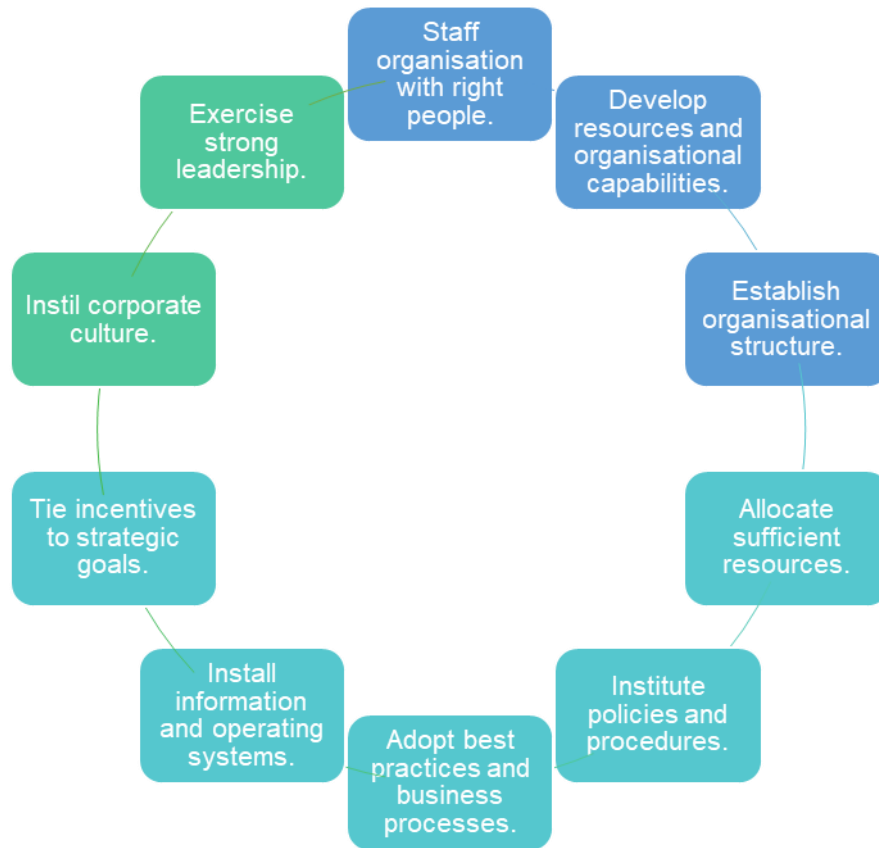 Staff
organisation
with right
people.
Develop
resources and
organisational
capabilities.
Establish
organisational
structure.
Allocate
sufficient
resources.
Institute
policies and
procedures.
Adopt best
practices and
business
processes.
Install
information
and operating
systems.
Tie incentives
to strategic
goals.
Instil corporate
culture.
Exercise
strong
leadership.